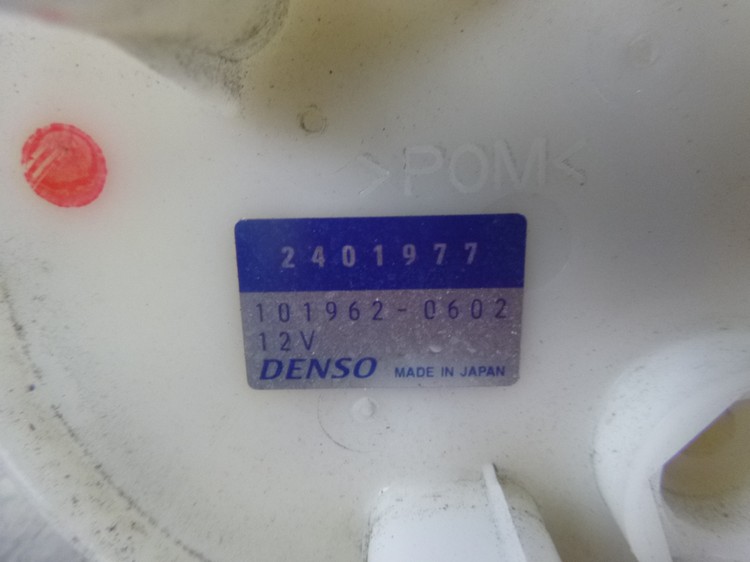 >POM<
2401977
101962-0602
12V
DENSO MADE IN JAPAN